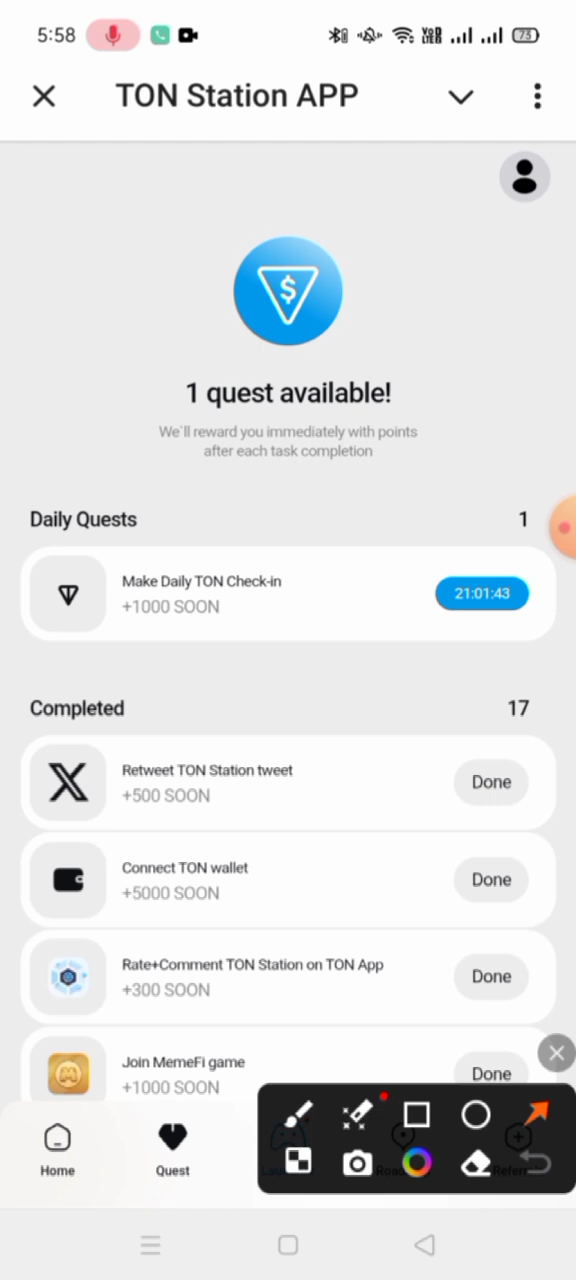 5:58
VoB
LTE2
73
TON Station APP
1 quest available!
We'll reward you immediately with points
after each task completion
Daily Quests
1
Make Daily TON Check-in
+1000 SOON
21:01:43
Completed
17
Retweet TON Station tweet
+500 SOON
Done
Connect TON wallet
+5000 SOON
Done
Rate+Comment TON Station on TON App
+300 SOON
Done
Join MemeFi game
+1000 SOON
Done
Home
Quest